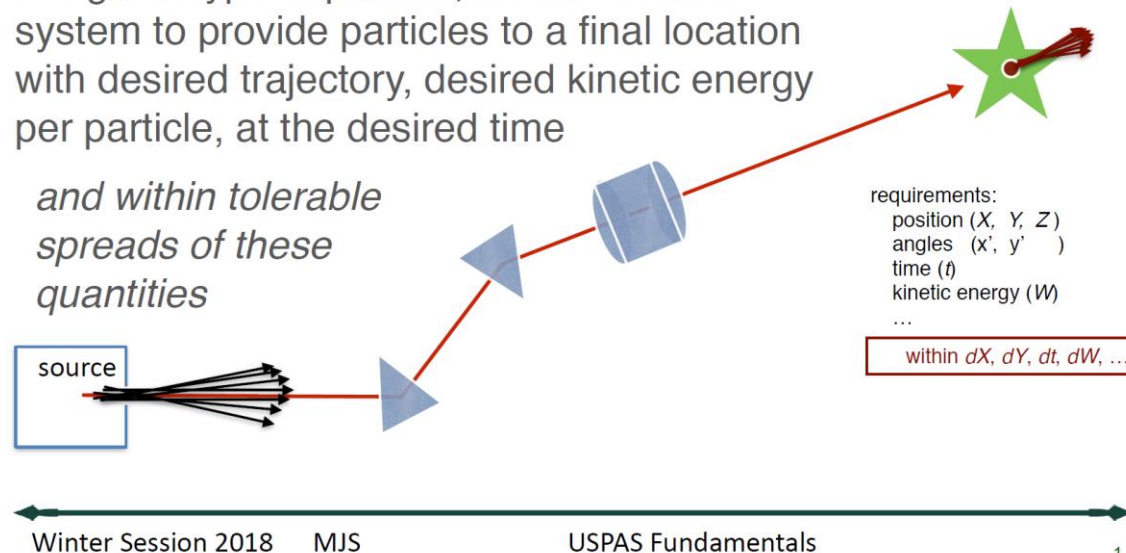 system to provide particles to a final location
with desired trajectory, desired kinetic energy
per particle, at the desired time
and within tolerable
spreads of these
quantities
requirements:
position (X, Y, Z )
angles (x', y' )
time (t)
kinetic energy (W)
…
within dX, dY, dt, dW, …
source
Winter Session 2018 MJS USPAS Fundamentals 1